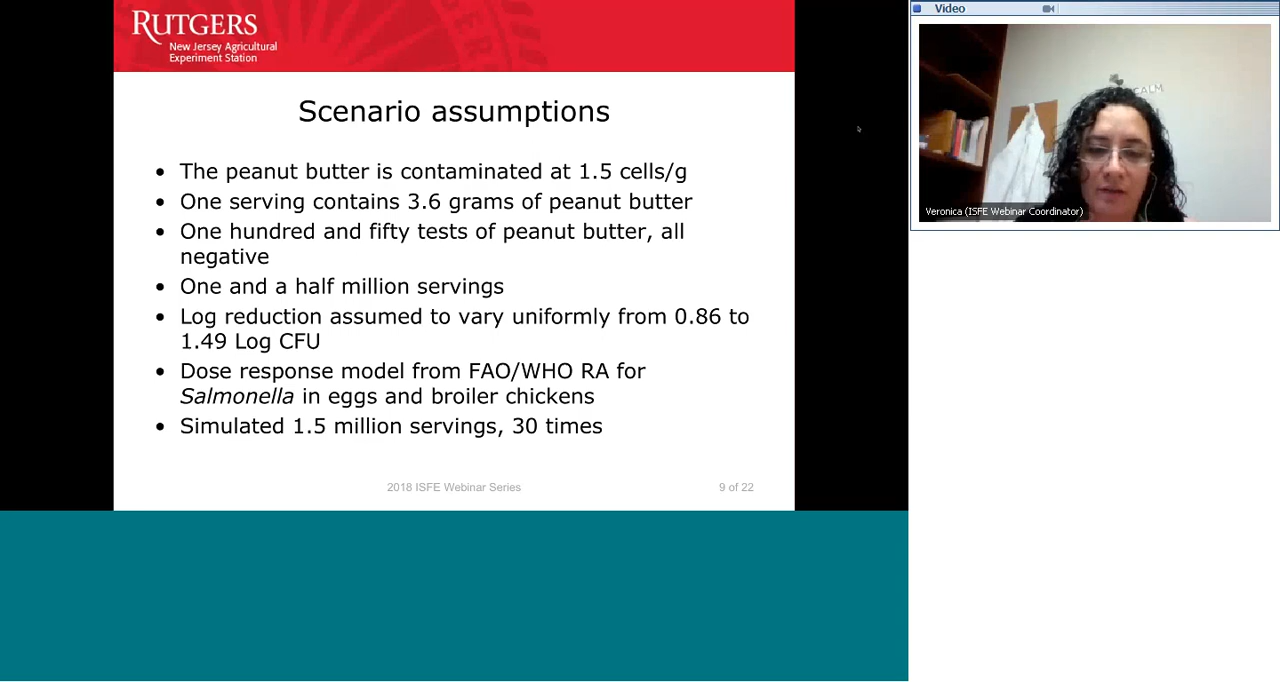 RUTGERS
New Jersey Agricultural
Experiment Station
Scenario assumptions
• The peanut butter is contaminated at 1.5 cells/g
• One serving contains 3.6 grams of peanut butter
• One hundred and fifty tests of peanut butter, all
negative
• One and a half million servings
• Log reduction assumed to vary uniformly from 0.86 to
1.49 Log CFU
• Dose response model from FAO/WHO RA for
Salmonella in eggs and broiler chickens
• Simulated 1.5 million servings, 30 times
2018 ISFE Webinar Series
9 of 22
Video
CALM
Veronica (ISFE Webinar Coordinator)